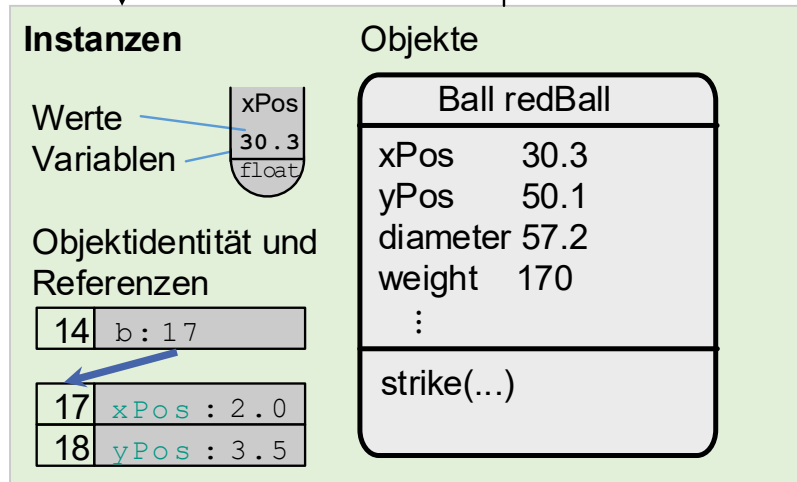 Instanzen
Objekte
Werte
Variablen
xPos
30.3
float
Objektidentität und
Referenzen
14 b:17
17 xPos:2.0
18 yPos:3.5
Ball redBall
xPos 30.3
yPos 50.1
diameter 57.2
weight 170
⋮
strike(...)